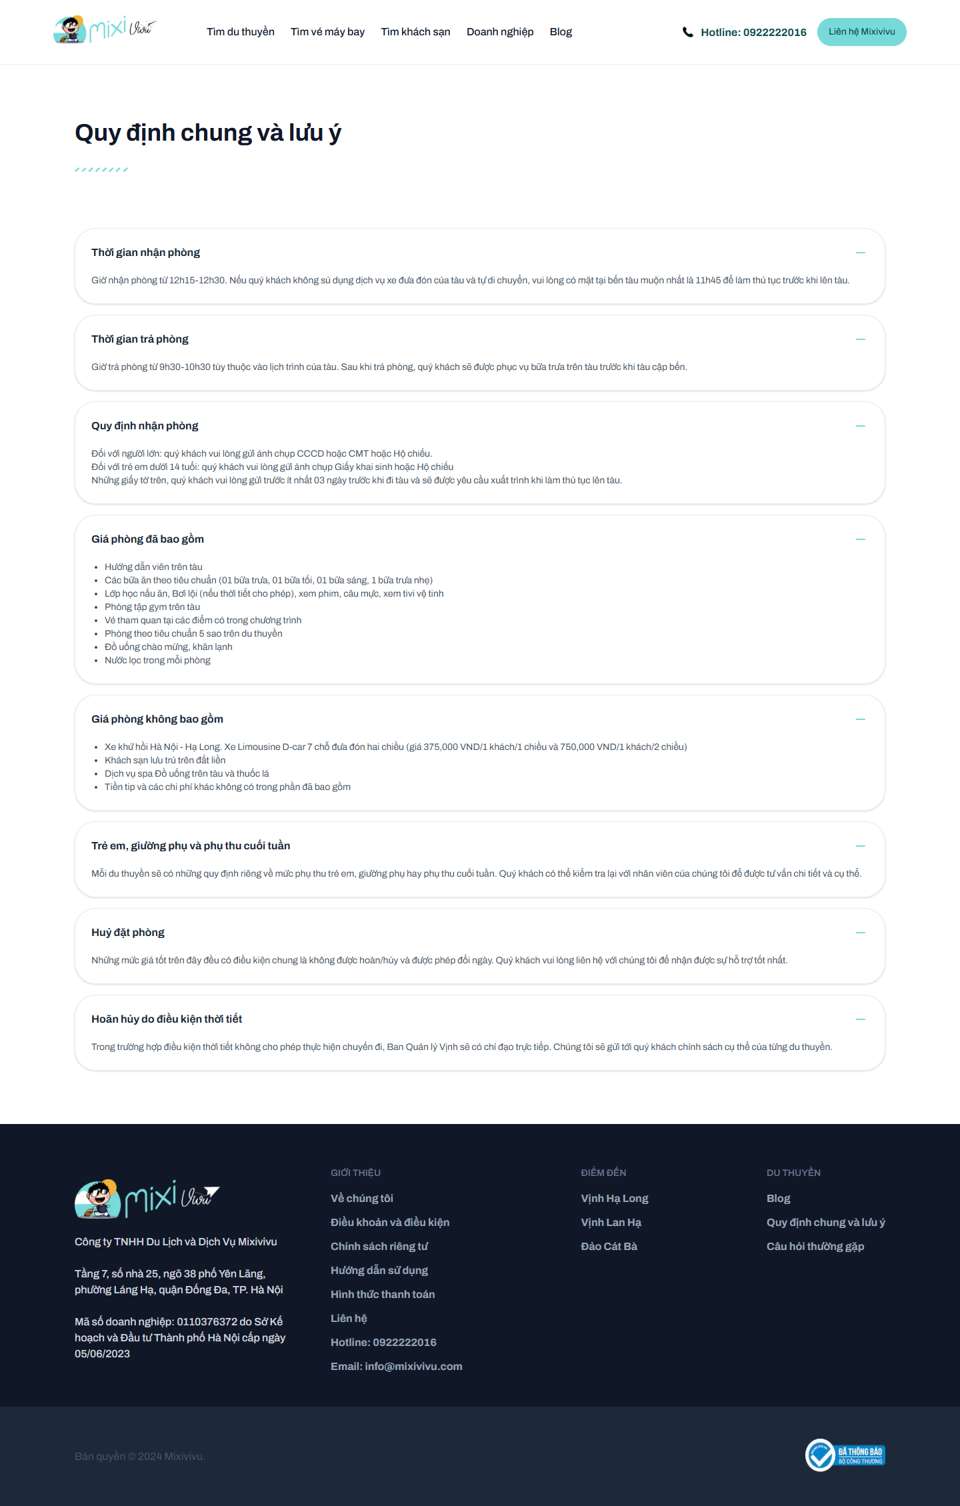 mixi Vivu
Tìm du thuyền
Tìm vé máy bay
Tìm khách sạn
Doanh nghiệp
Blog
Hotline: 0922222016
Liên hệ Mixivivu
Quy định chung và lưu ý
Thời gian nhận phòng
Giờ nhận phòng từ 12h15-12h30. Nếu quý khách không sử dụng dịch vụ xe đưa đón của tàu và tự di chuyển, vui lòng có mặt tại bến tàu muộn nhất là 11h45 để làm thủ tục trước khi lên tàu.
Thời gian trả phòng
Giờ trả phòng từ 9h30-10h30 tùy thuộc vào lịch trình của tàu. Sau khi trả phòng, quý khách sẽ được phục vụ bữa trưa trên tàu trước khi tàu cập bến.
Quy định nhận phòng
Đối với người lớn: quý khách vui lòng gửi ảnh chụp CCCD hoặc CMT hoặc Hộ chiếu.
Đối với trẻ em dưới 14 tuổi: quý khách vui lòng gửi ảnh chụp Giấy khai sinh hoặc Hộ chiếu
Những giấy tờ trên, quý khách vui lòng gửi trước ít nhất 03 ngày trước khi đi tàu và sẽ được yêu cầu xuất trình khi làm thủ tục lên tàu.
Giá phòng đã bao gồm
Hướng dẫn viên trên tàu
Các bữa ăn theo tiêu chuẩn (01 bữa trưa, 01 bữa tối, 01 bữa sáng, 1 bữa trưa nhẹ)
Lớp học nấu ăn, Bơi lội (nếu thời tiết cho phép), xem phim, câu mực, xem tivi vệ tinh
Phòng tập gym trên tàu
Vé tham quan tại các điểm có trong chương trình
Phòng theo tiêu chuẩn 5 sao trên du thuyền
Đồ uống chào mừng, khăn lạnh
Nước lọc trong mỗi phòng
Giá phòng không bao gồm
Xe khứ hồi Hà Nội - Hạ Long. Xe Limousine D-car 7 chỗ đưa đón hai chiều (giá 375,000 VND/1 khách/1 chiều và 750,000 VND/1 khách/2 chiều)
Khách sạn lưu trú trên đất liền
Dịch vụ spa Đồ uống trên tàu và thuốc lá
Tiền tip và các chi phí khác không có trong phần đã bao gồm
Trẻ em, giường phụ và phụ thu cuối tuần
Mỗi du thuyền sẽ có những quy định riêng về mức phụ thu trẻ em, giường phụ hay phụ thu cuối tuần. Quý khách có thể kiểm tra lại với nhân viên của chúng tôi để được tư vấn chi tiết và cụ thể.
Huỷ đặt phòng
Những mức giá tốt trên đây đều có điều kiện chung là không được hoàn/hủy và được phép đổi ngày. Quý khách vui lòng liên hệ với chúng tôi để nhận được sự hỗ trợ tốt nhất.
Hoãn hủy do điều kiện thời tiết
Trong trường hợp điều kiện thời tiết không cho phép thực hiện chuyến đi, Ban Quản lý Vịnh sẽ có chỉ đạo trực tiếp. Chúng tôi sẽ gửi tới quý khách chính sách cụ thể của từng du thuyền.
mixi Vivu
Công ty TNHH Du Lịch và Dịch Vụ Mixivivu
Tầng 7, số nhà 25, ngõ 38 phố Yên Lãng,
phường Láng Hạ, quận Đống Đa, TP. Hà Nội
Mã số doanh nghiệp: 0110376372 do Sở Kế
hoạch và Đầu tư Thành phố Hà Nội cấp ngày
05/06/2023
GIỚI THIỆU
Về chúng tôi
Điều khoản và điều kiện
Chính sách riêng tư
Hướng dẫn sử dụng
Hình thức thanh toán
Liên hệ
Hotline: 0922222016
Email: info@mixivivu.com
ĐIỂM ĐẾN
Vịnh Hạ Long
Vịnh Lan Hạ
Đảo Cát Bà
DU THUYỀN
Blog
Quy định chung và lưu ý
Câu hỏi thường gặp
Bản quyền © 2024 Mixivivu.
ĐÃ THÔNG BÁO
BỘ CÔNG THƯƠNG